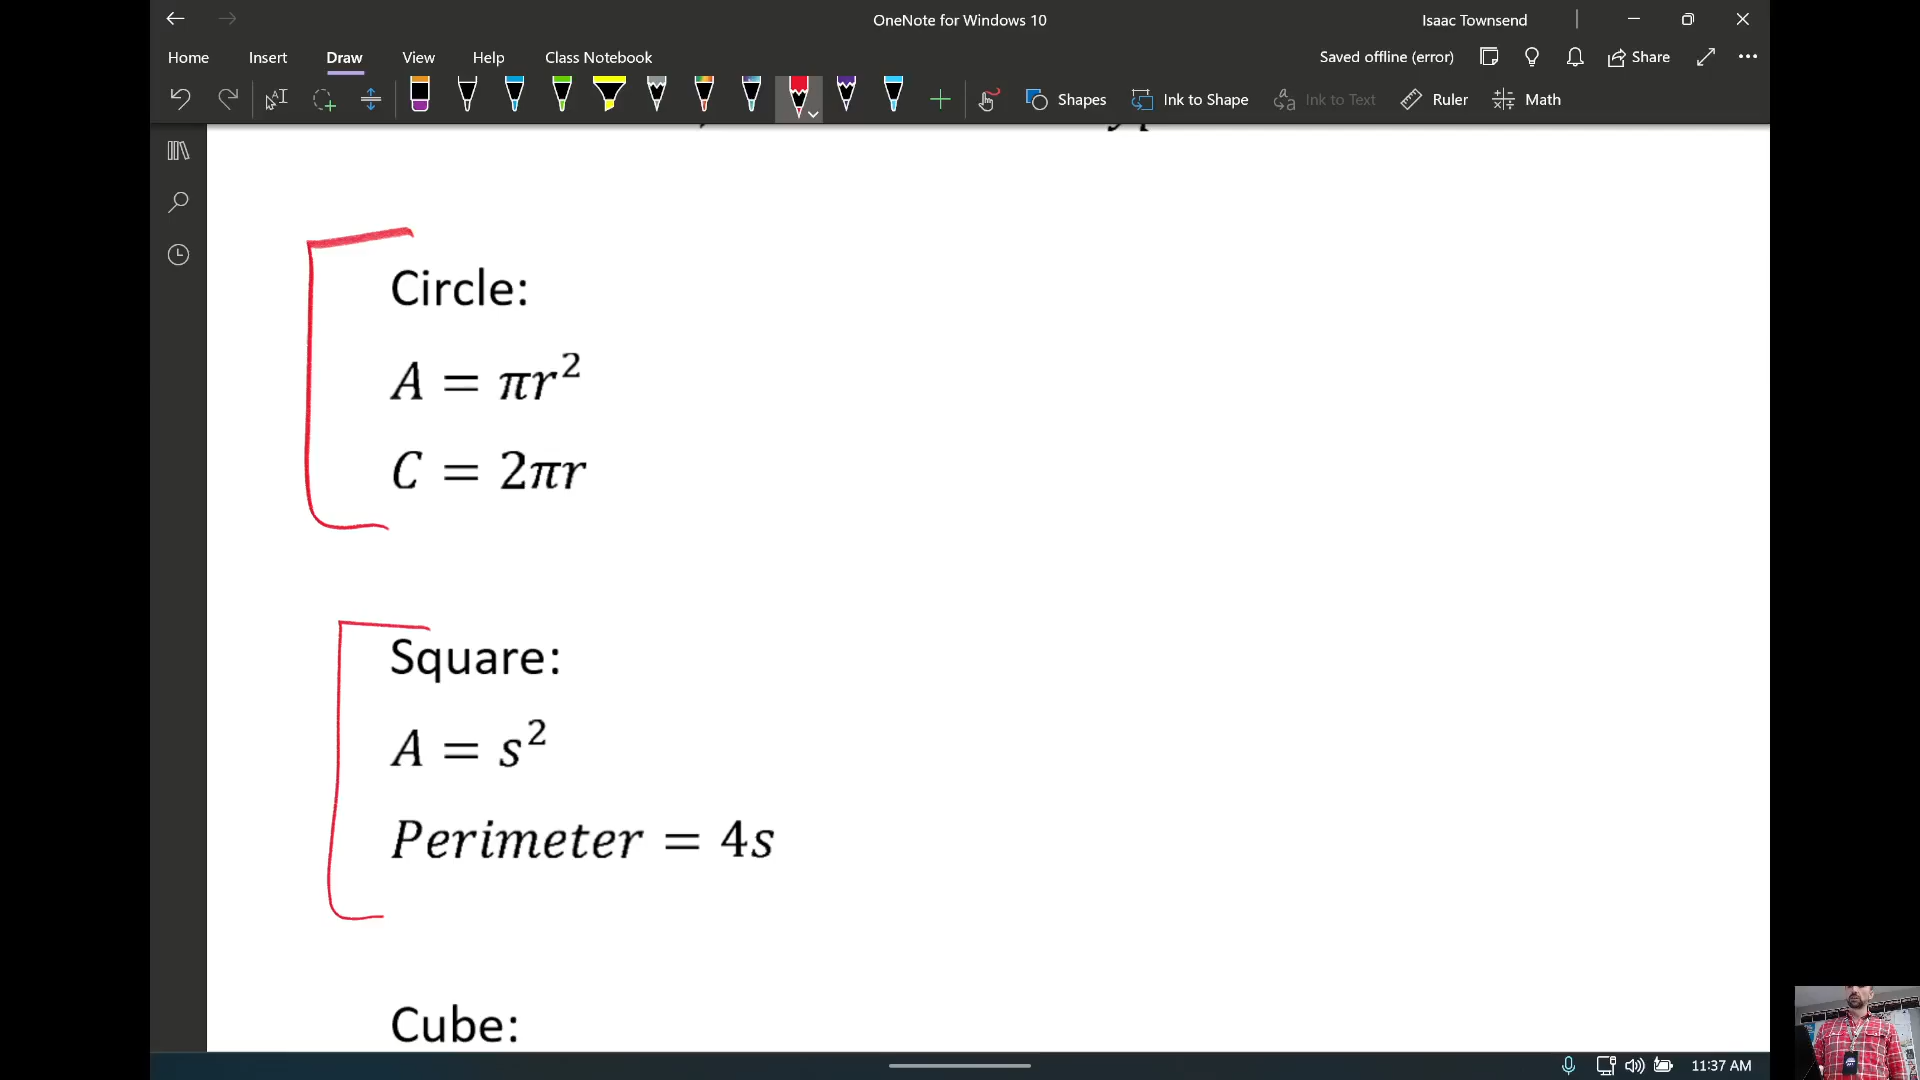 OneNote for Windows 10
Isaac Townsend
Home Insert Draw View Help Class Notebook
Saved offline (error) Share
Shapes Ink to Shape Ink to Text Ruler Math
Circle:
A = πr²
C = 2πr
Square:
A = s²
Perimeter = 4s
Cube:
11:37 AM